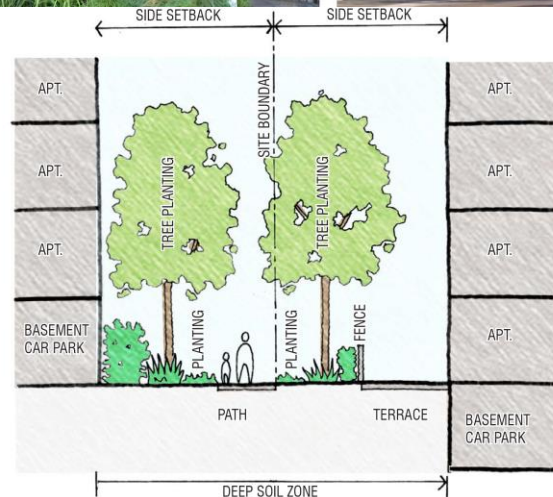 SIDE SETBACK
SIDE SETBACK
SITE BOUNDARY
APT.
APT.
APT.
BASEMENT
CAR PARK
TREE PLANTING
TREE PLANTING
PLANTING
PLANTING
FENCE
APT.
APT.
APT.
APT.
BASEMENT
CAR PARK
PATH
TERRACE
DEEP SOIL ZONE